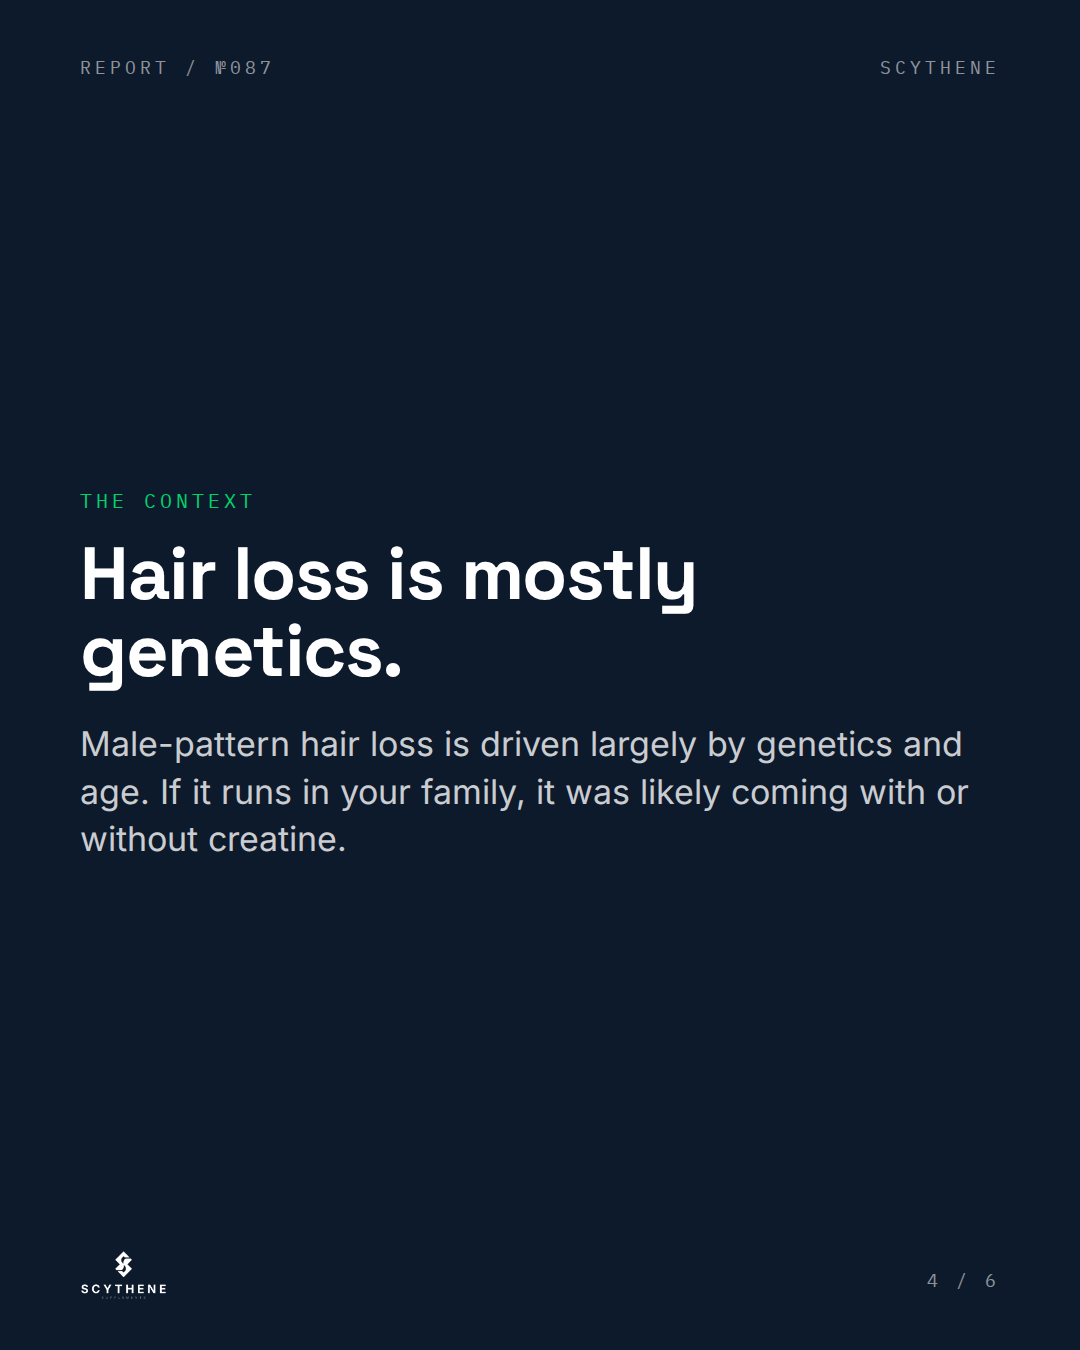 REPORT / №087
SCYTHENE
THE CONTEXT
Hair loss is mostly
genetics.
Male-pattern hair loss is driven largely by genetics and
age. If it runs in your family, it was likely coming with or
without creatine.
SCYTHENE
4 / 6